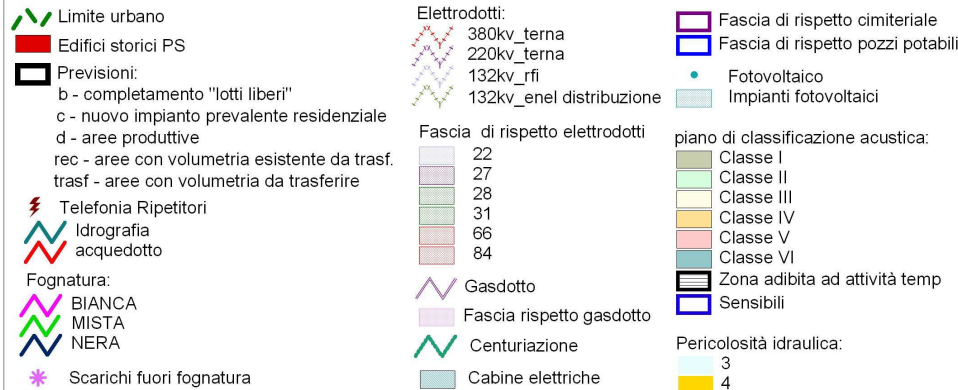 Limite urbano
Edifici storici PS
Previsioni:
b - completamento "lotti liberi"
c - nuovo impianto prevalente residenziale
d - aree produttive
rec - aree con volumetria esistente da trasf.
trasf - aree con volumetria da trasferire
Telefonia Ripetitori
Idrografia
acquedotto
Fognatura:
BIANCA
MISTA
NERA
Scarichi fuori fognatura
Elettrodotti:
380kv_terna
220kv_terna
132kv_rfi
132kv_enel distribuzione
Fascia di rispetto elettrodotti
22
27
28
31
66
84
Gasdotto
Fascia rispetto gasdotto
Centuriazione
Cabine elettriche
Fascia di rispetto cimiteriale
Fascia di rispetto pozzi potabili
Fotovoltaico
Impianti fotovoltaici
piano di classificazione acustica:
Classe I
Classe II
Classe III
Classe IV
Classe V
Classe VI
Zona adibita ad attività temp
Sensibili
Pericolosità idraulica:
3
4